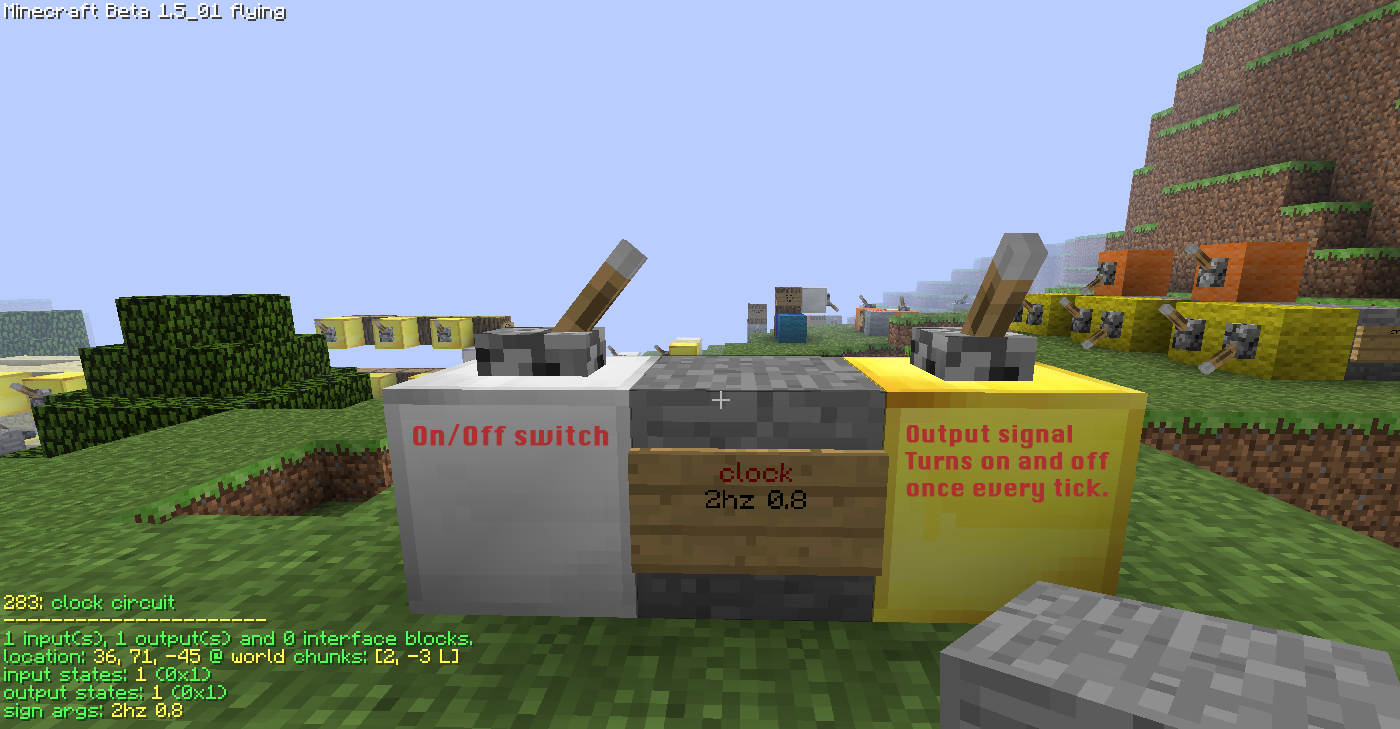 Minecraft Beta 1.5_01 flying
On/Off switch
clock
2hz 0.8
Output signal
Turns on and off
once every tick.
283: clock circuit
----------------------
1 input(s), 1 output(s) and 0 interface blocks.
location: 36, 71, -45 @ world chunks: [2, -3 L]
input states: 1 (0x1)
output states: 1 (0x1)
sign args: 2hz 0.8